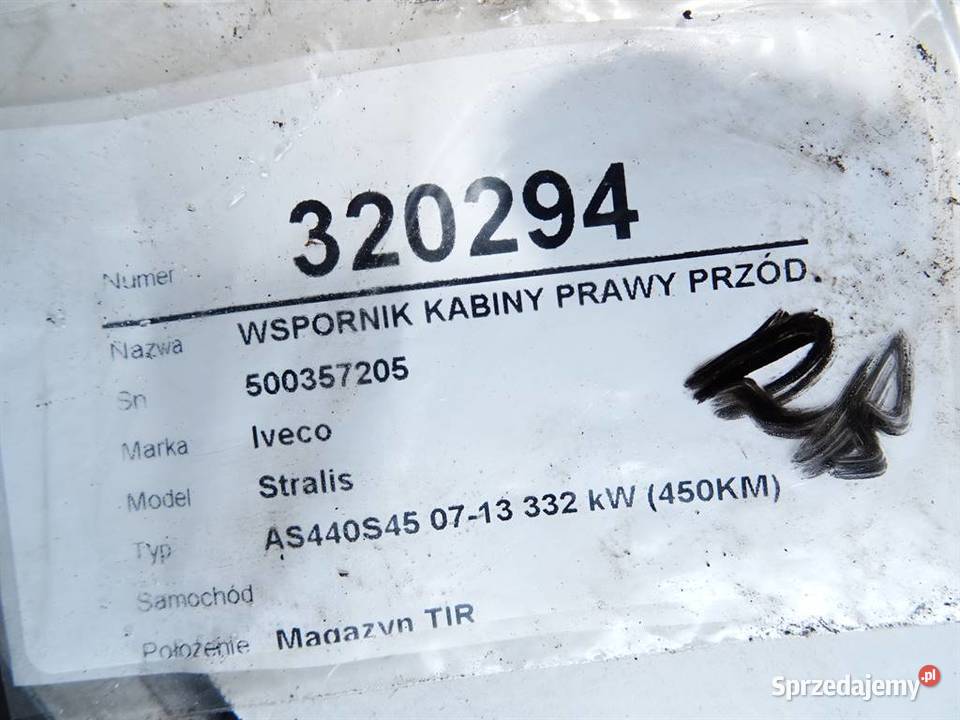 Numer 320294
Nazwa WSPORNIK KABINY PRAWY PRZÓD.
Sn 500357205
Marka Iveco
Model Stralis
Typ AS440S45 07-13 332 kW (450KM)
Samochód
Położenie Magazyn TIR
Sprzedajemy.pl